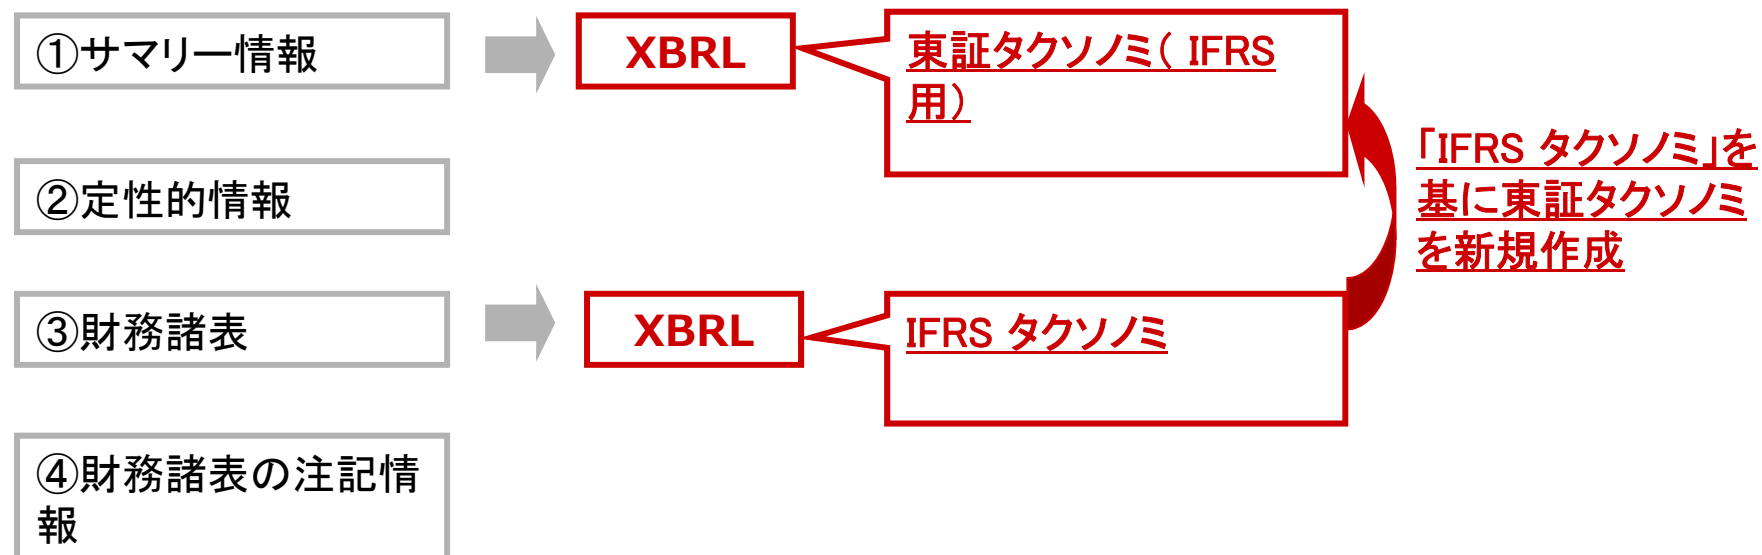 ①サマリー情報
XBRL
東証タクソノミ( IFRS
用)
②定性的情報
「IFRS タクソノミ」を
基に東証タクソノミ
を新規作成
③財務諸表
XBRL
IFRS タクソノミ
④財務諸表の注記情
報